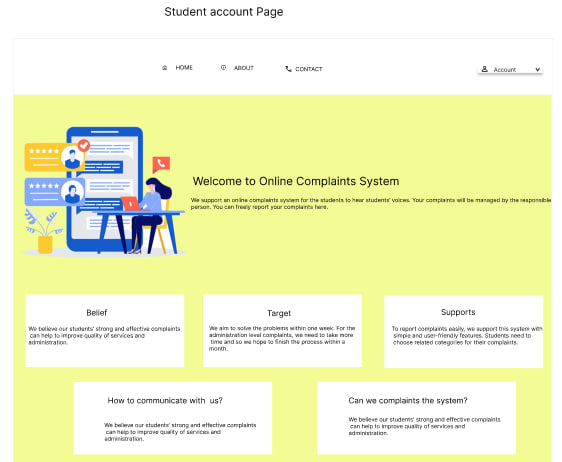 Student account Page
HOME
ABOUT
CONTACT
Account
Welcome to Online Complaints System
We support an online complaints system for the students to hear students' voices. Your complaints will be managed by the responsible
person. You can freely report your complaints here.
Belief
We believe our students' strong and effective complaints
can help to improve quality of services and
administration.
Target
We aim to solve the problems within one week. For the
administration level complaints, we need to take more
time and so we hope to finish the process within a
month.
Supports
To report complaints easily, we support this system with
simple and user-friendly features. Students need to
choose related categories for their complaints.
How to communicate with us?
We believe our students' strong and effective complaints
can help to improve quality of services and
administration.
Can we complaints the system?
We believe our students' strong and effective complaints
can help to improve quality of services and
administration.